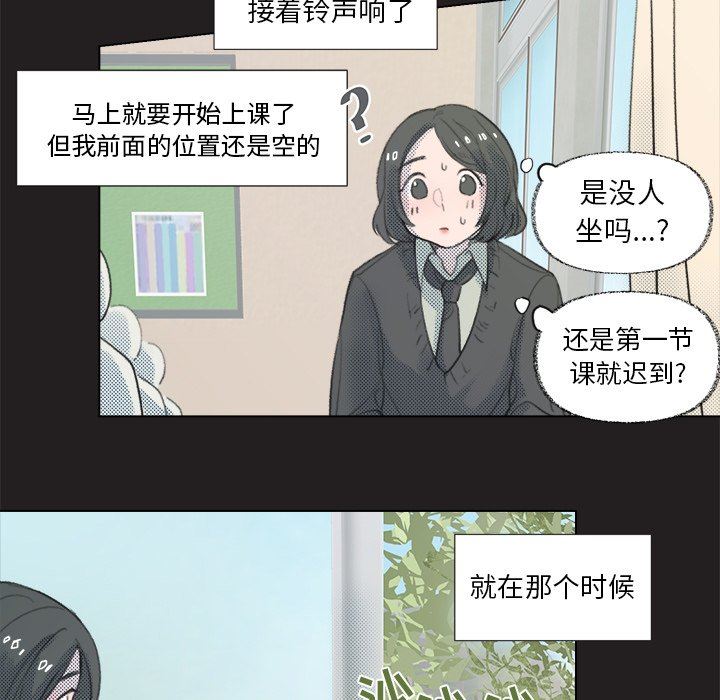 接着铃声响了
马上就要开始上课了
但我前面的位置还是空的
?
是没人
坐吗...?
还是第一节
课就迟到?
就在那个时候